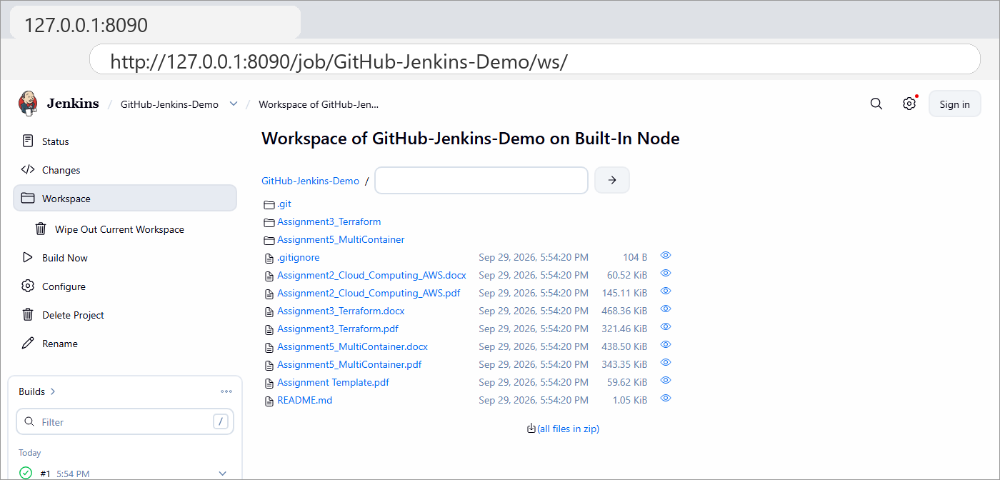 127.0.0.1:8090
http://127.0.0.1:8090/job/GitHub-Jenkins-Demo/ws/
Jenkins / GitHub-Jenkins-Demo / Workspace of GitHub-Jen...
Sign in
Status
Changes
Workspace
Wipe Out Current Workspace
Build Now
Configure
Delete Project
Rename
Builds
Filter /
Today
#1 5:54 PM
Workspace of GitHub-Jenkins-Demo on Built-In Node
GitHub-Jenkins-Demo /
.git
Assignment3_Terraform
Assignment5_MultiContainer
.gitignore Sep 29, 2026, 5:54:20 PM 104 B
Assignment2_Cloud_Computing_AWS.docx Sep 29, 2026, 5:54:20 PM 60.52 KiB
Assignment2_Cloud_Computing_AWS.pdf Sep 29, 2026, 5:54:20 PM 145.11 KiB
Assignment3_Terraform.docx Sep 29, 2026, 5:54:20 PM 468.36 KiB
Assignment3_Terraform.pdf Sep 29, 2026, 5:54:20 PM 321.46 KiB
Assignment5_MultiContainer.docx Sep 29, 2026, 5:54:20 PM 438.50 KiB
Assignment5_MultiContainer.pdf Sep 29, 2026, 5:54:20 PM 343.35 KiB
Assignment Template.pdf Sep 29, 2026, 5:54:20 PM 59.62 KiB
README.md Sep 29, 2026, 5:54:20 PM 1.05 KiB
(all files in zip)